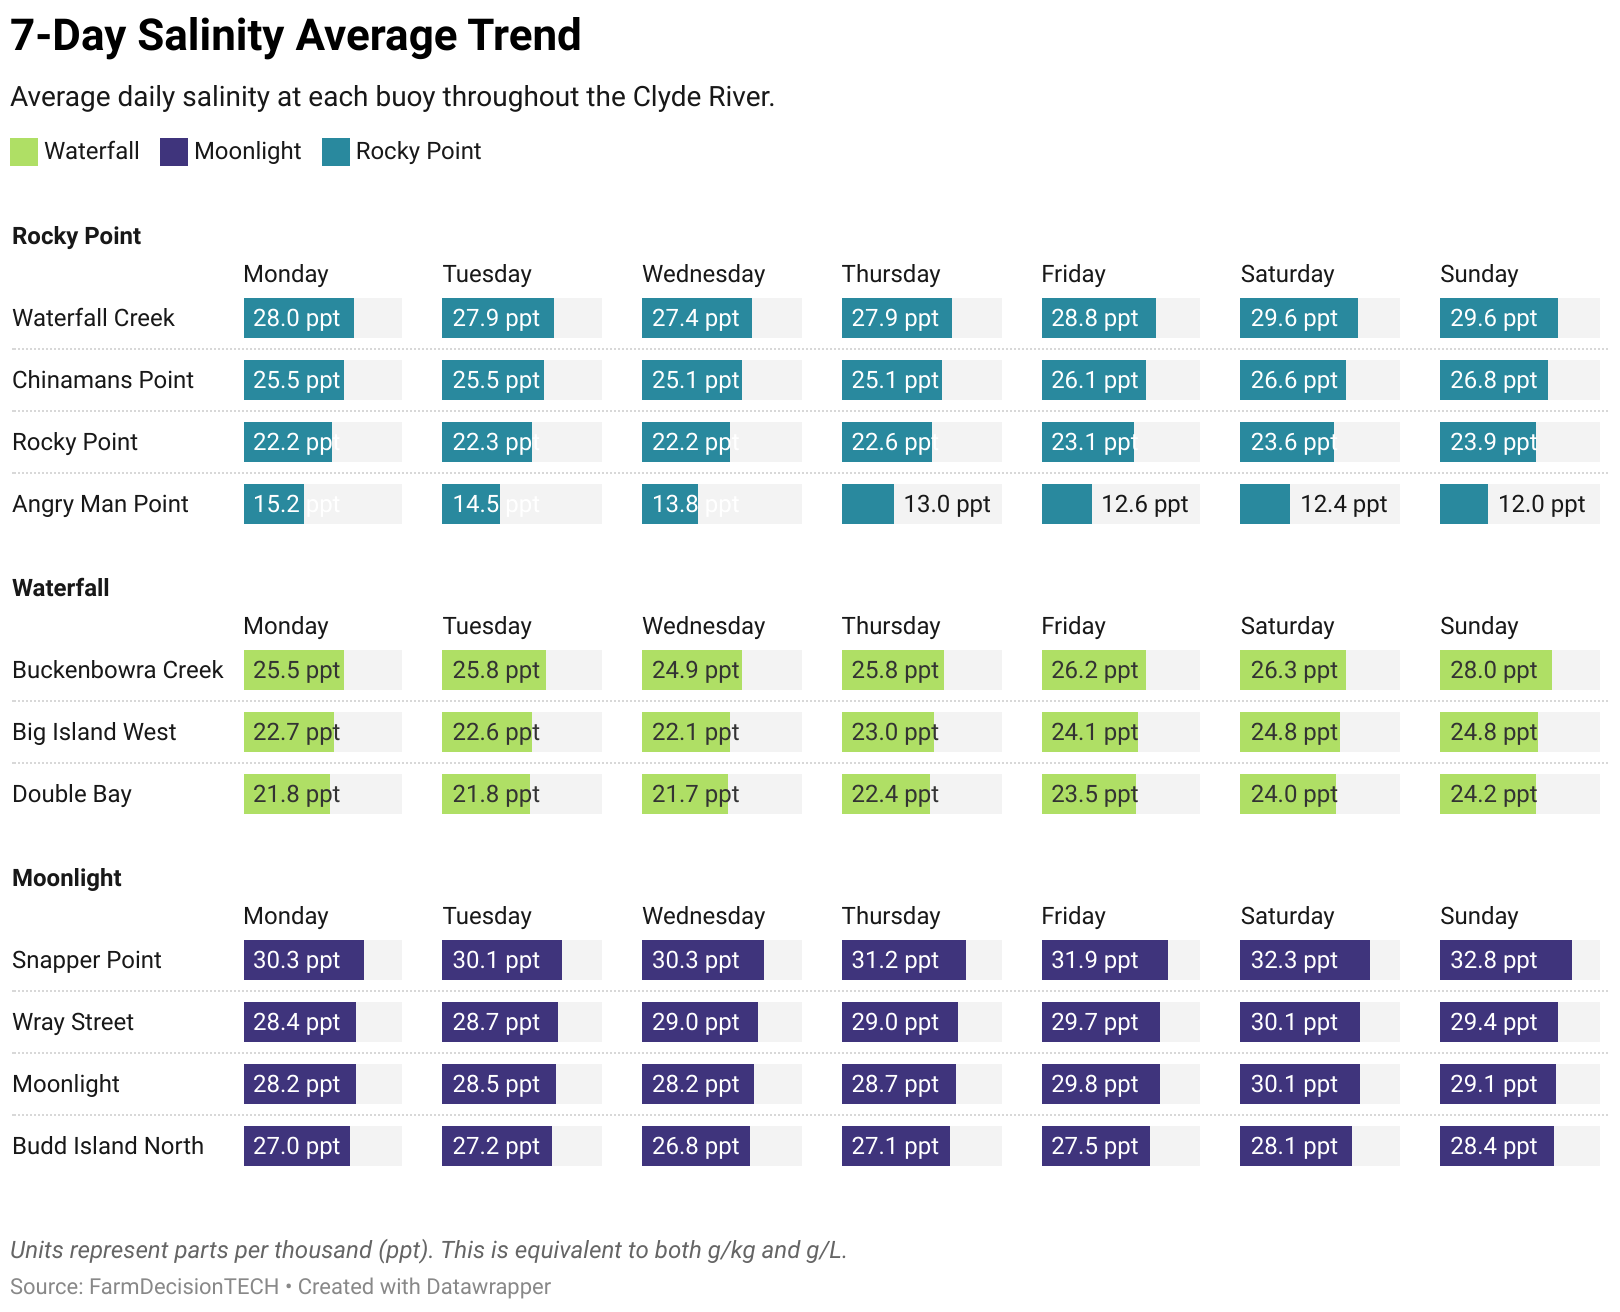 7-Day Salinity Average Trend
Average daily salinity at each buoy throughout the Clyde River.
Waterfall Moonlight Rocky Point
Rocky Point
Monday Tuesday Wednesday Thursday Friday Saturday Sunday
Waterfall Creek 28.0 ppt 27.9 ppt 27.4 ppt 27.9 ppt 28.8 ppt 29.6 ppt 29.6 ppt
Chinamans Point 25.5 ppt 25.5 ppt 25.1 ppt 25.1 ppt 26.1 ppt 26.6 ppt 26.8 ppt
Rocky Point 22.2 ppt 22.3 ppt 22.2 ppt 22.6 ppt 23.1 ppt 23.6 ppt 23.9 ppt
Angry Man Point 15.2 ppt 14.5 ppt 13.8 ppt 13.0 ppt 12.6 ppt 12.4 ppt 12.0 ppt
Waterfall
Monday Tuesday Wednesday Thursday Friday Saturday Sunday
Buckenbowra Creek 25.5 ppt 25.8 ppt 24.9 ppt 25.8 ppt 26.2 ppt 26.3 ppt 28.0 ppt
Big Island West 22.7 ppt 22.6 ppt 22.1 ppt 23.0 ppt 24.1 ppt 24.8 ppt 24.8 ppt
Double Bay 21.8 ppt 21.8 ppt 21.7 ppt 22.4 ppt 23.5 ppt 24.0 ppt 24.2 ppt
Moonlight
Monday Tuesday Wednesday Thursday Friday Saturday Sunday
Snapper Point 30.3 ppt 30.1 ppt 30.3 ppt 31.2 ppt 31.9 ppt 32.3 ppt 32.8 ppt
Wray Street 28.4 ppt 28.7 ppt 29.0 ppt 29.0 ppt 29.7 ppt 30.1 ppt 29.4 ppt
Moonlight 28.2 ppt 28.5 ppt 28.2 ppt 28.7 ppt 29.8 ppt 30.1 ppt 29.1 ppt
Budd Island North 27.0 ppt 27.2 ppt 26.8 ppt 27.1 ppt 27.5 ppt 28.1 ppt 28.4 ppt
Units represent parts per thousand (ppt). This is equivalent to both g/kg and g/L.
Source: FarmDecisionTECH • Created with Datawrapper